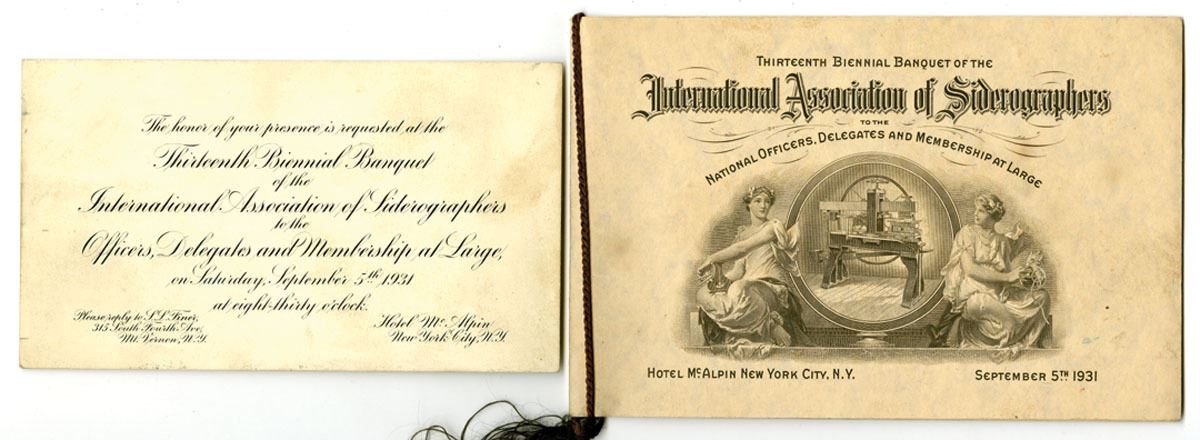 The honor of your presence is requested at the
Thirteenth Biennial Banquet
of the
International Association of Siderographers
to the
Officers, Delegates and Membership at Large,
on Saturday, September 5th 1931
at eight-thirty o'clock.
Please reply to S.L. Finer,
315 South Fourth Ave,
Mt. Vernon, N.Y.
Hotel Mc Alpin
New York City, N.Y.
THIRTEENTH BIENNIAL BANQUET OF THE
International Association of Siderographers
TO THE
NATIONAL OFFICERS, DELEGATES AND MEMBERSHIP AT LARGE
HOTEL McALPIN NEW YORK CITY, N.Y.
SEPTEMBER 5TH 1931